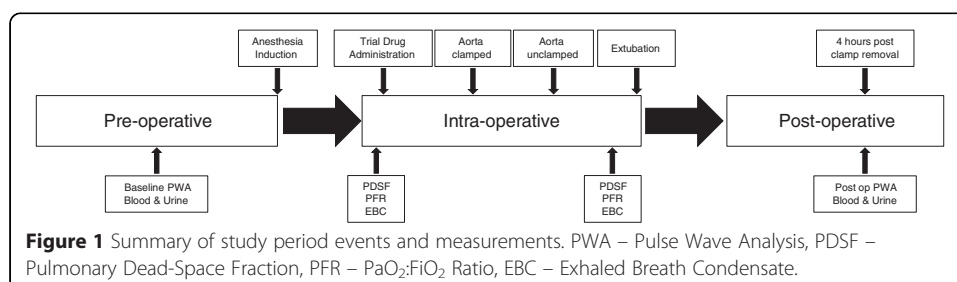 Anesthesia
Induction
Trial Drug
Administration
Aorta
clamped
Aorta
unclamped
Extubation
4 hours post
clamp removal
Pre-operative
Intra-operative
Post-operative
Baseline PWA
Blood & Urine
PDSF
PFR
EBC
PDSF
PFR
EBC
Post op PWA
Blood & Urine
Figure 1 Summary of study period events and measurements. PWA – Pulse Wave Analysis, PDSF –
Pulmonary Dead-Space Fraction, PFR – PaO₂:FiO₂ Ratio, EBC – Exhaled Breath Condensate.